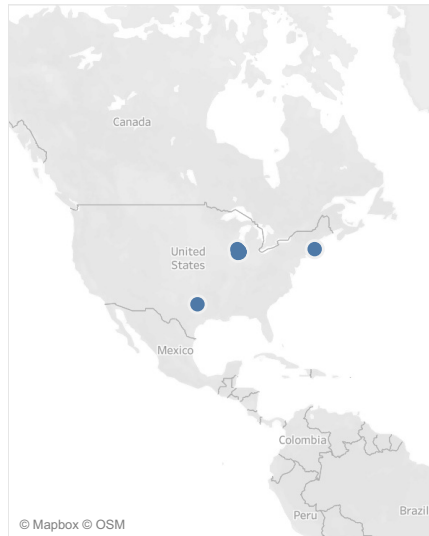 Canada
United
States
Mexico
Colombia
Peru
Brazil
© Mapbox © OSM